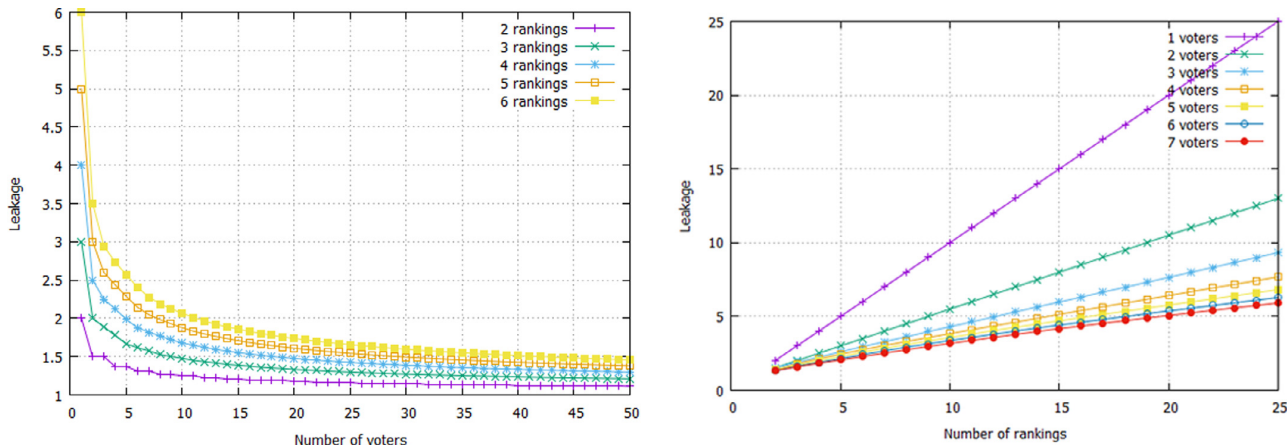 6
5.5
5
4.5
4
3.5
3
2.5
2
1.5
1
Leakage
2 rankings
3 rankings
4 rankings
5 rankings
6 rankings
0 5 10 15 20 25 30 35 40 45 50
Number of voters
25
20
15
10
5
0
Leakage
1 voters
2 voters
3 voters
4 voters
5 voters
6 voters
7 voters
0 5 10 15 20 25
Number of rankings